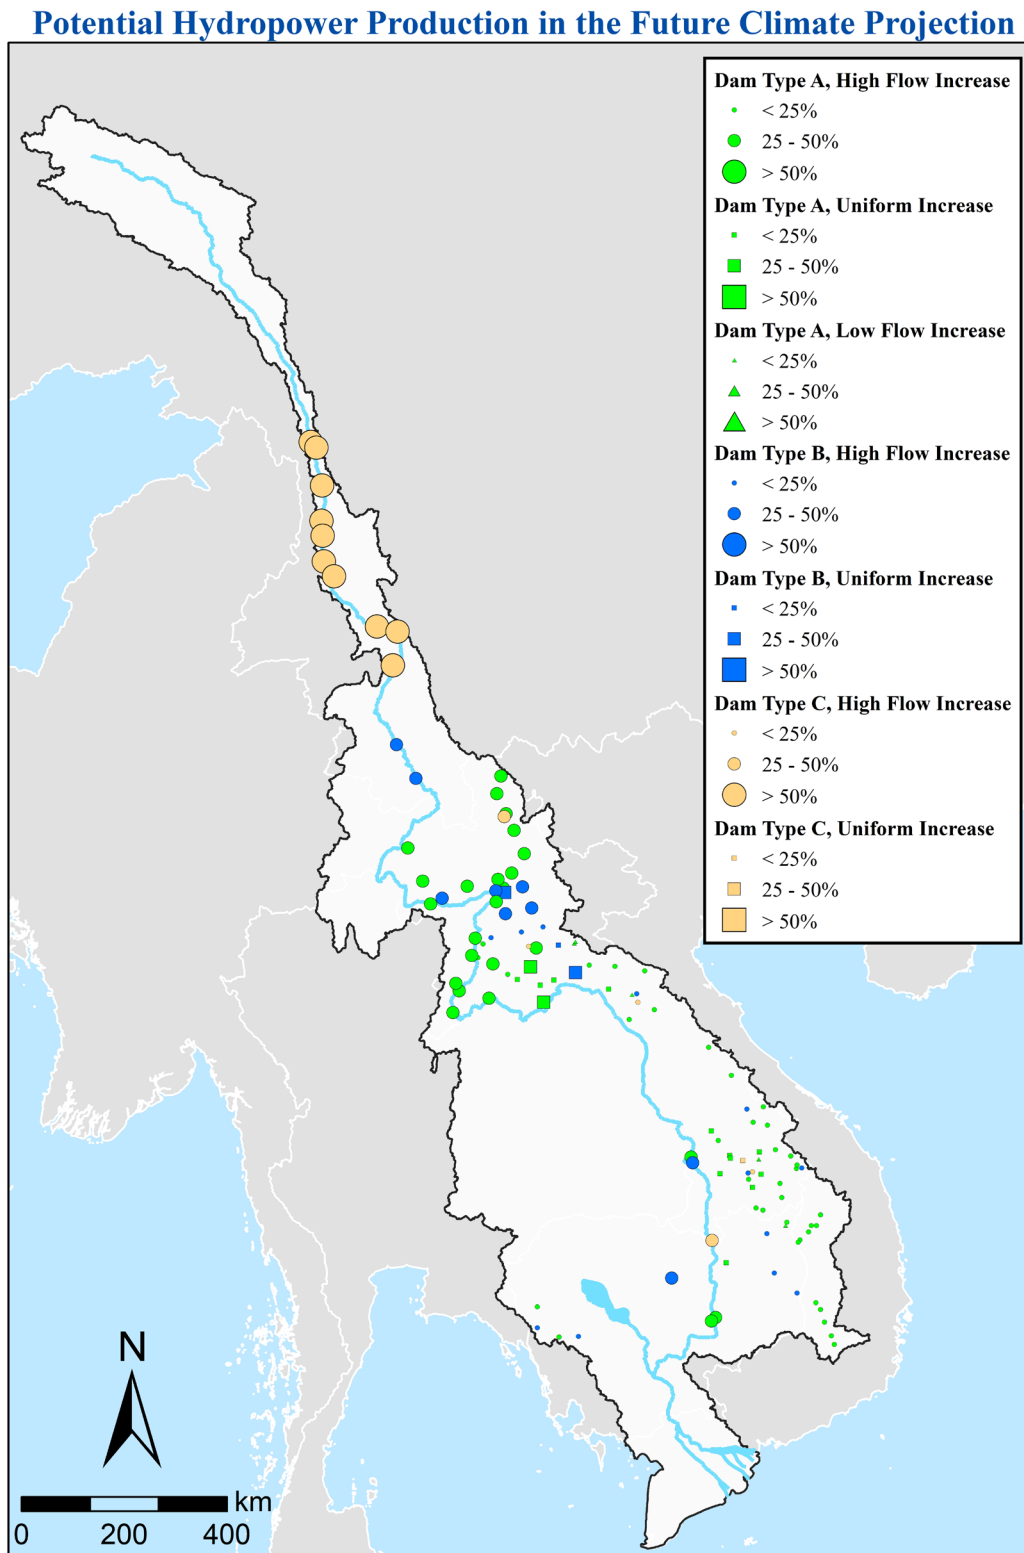 Potential Hydropower Production in the Future Climate Projection
Dam Type A, High Flow Increase
< 25%
25 - 50%
> 50%
Dam Type A, Uniform Increase
< 25%
25 - 50%
> 50%
Dam Type A, Low Flow Increase
< 25%
25 - 50%
> 50%
Dam Type B, High Flow Increase
< 25%
25 - 50%
> 50%
Dam Type B, Uniform Increase
< 25%
25 - 50%
> 50%
Dam Type C, High Flow Increase
< 25%
25 - 50%
> 50%
Dam Type C, Uniform Increase
< 25%
25 - 50%
> 50%
N
km
0 200 400